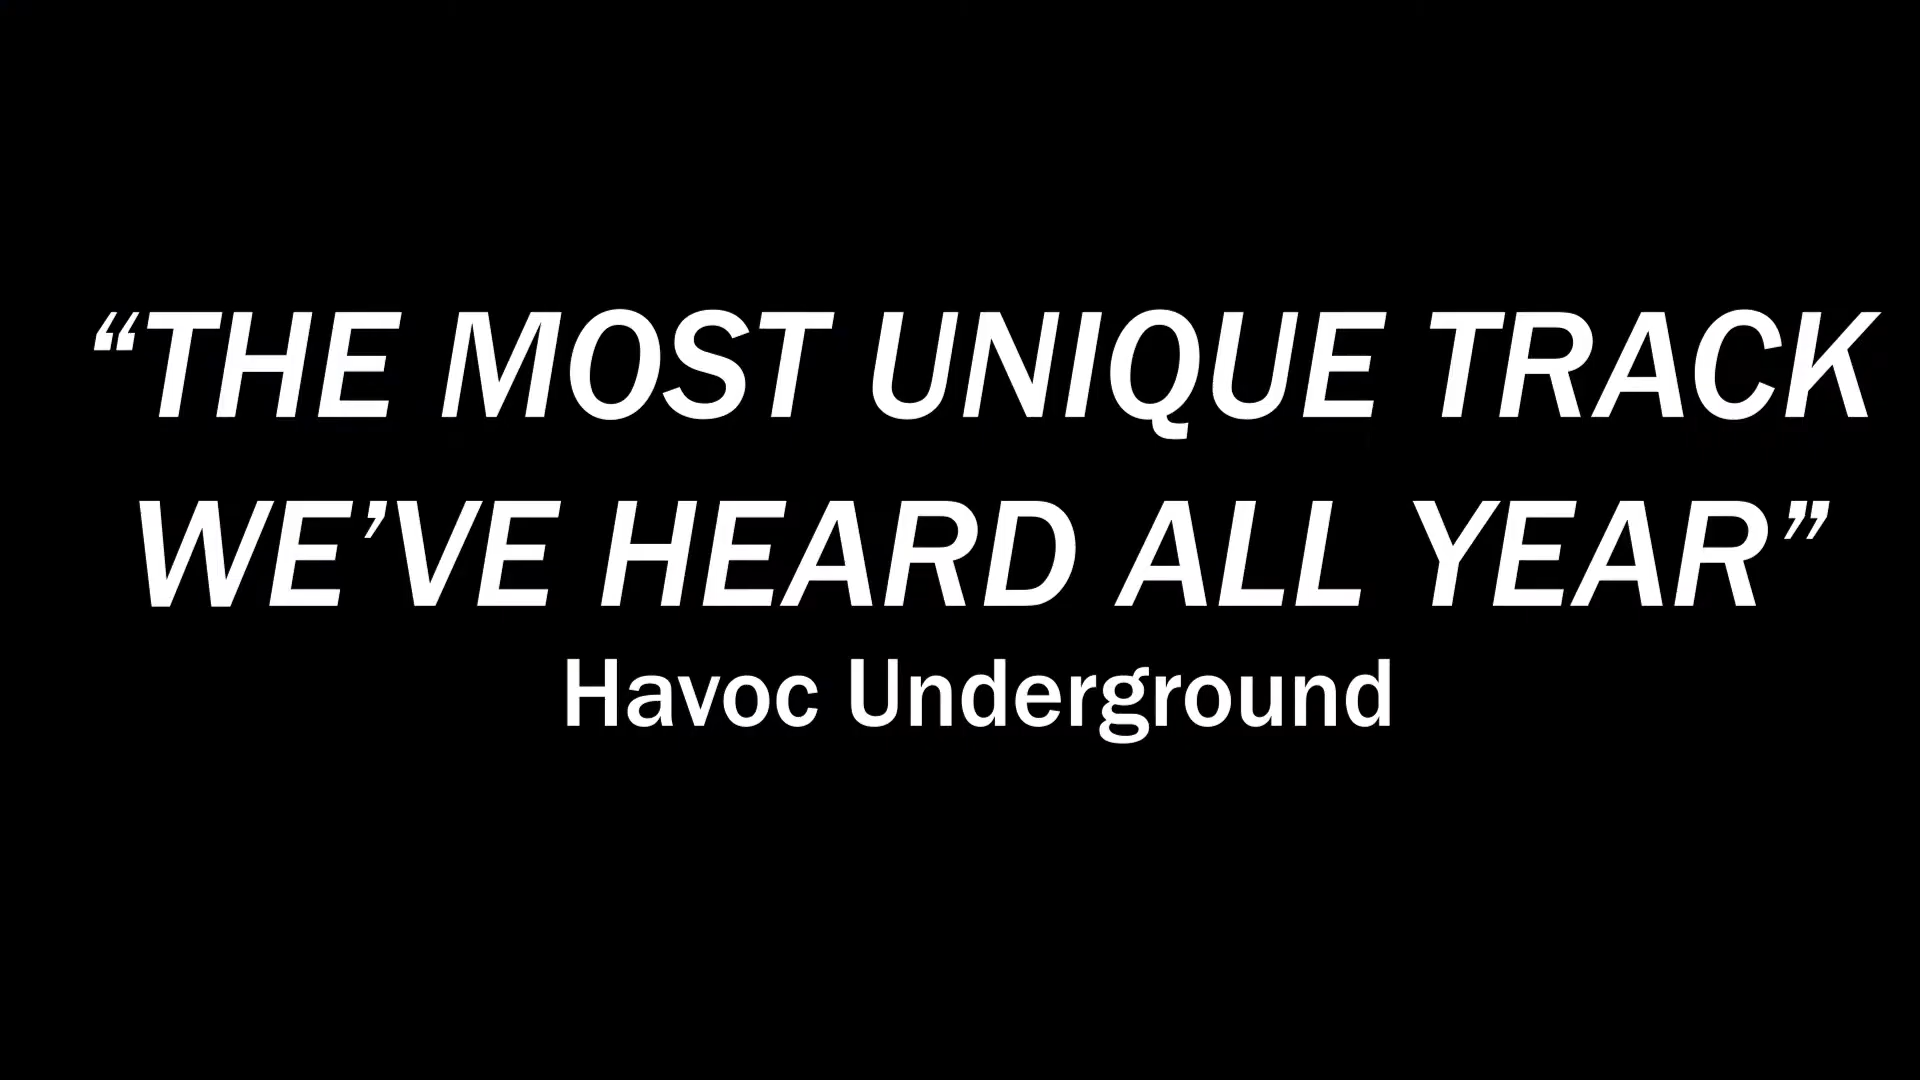 “THE MOST UNIQUE TRACK
WE’VE HEARD ALL YEAR”
Havoc Underground